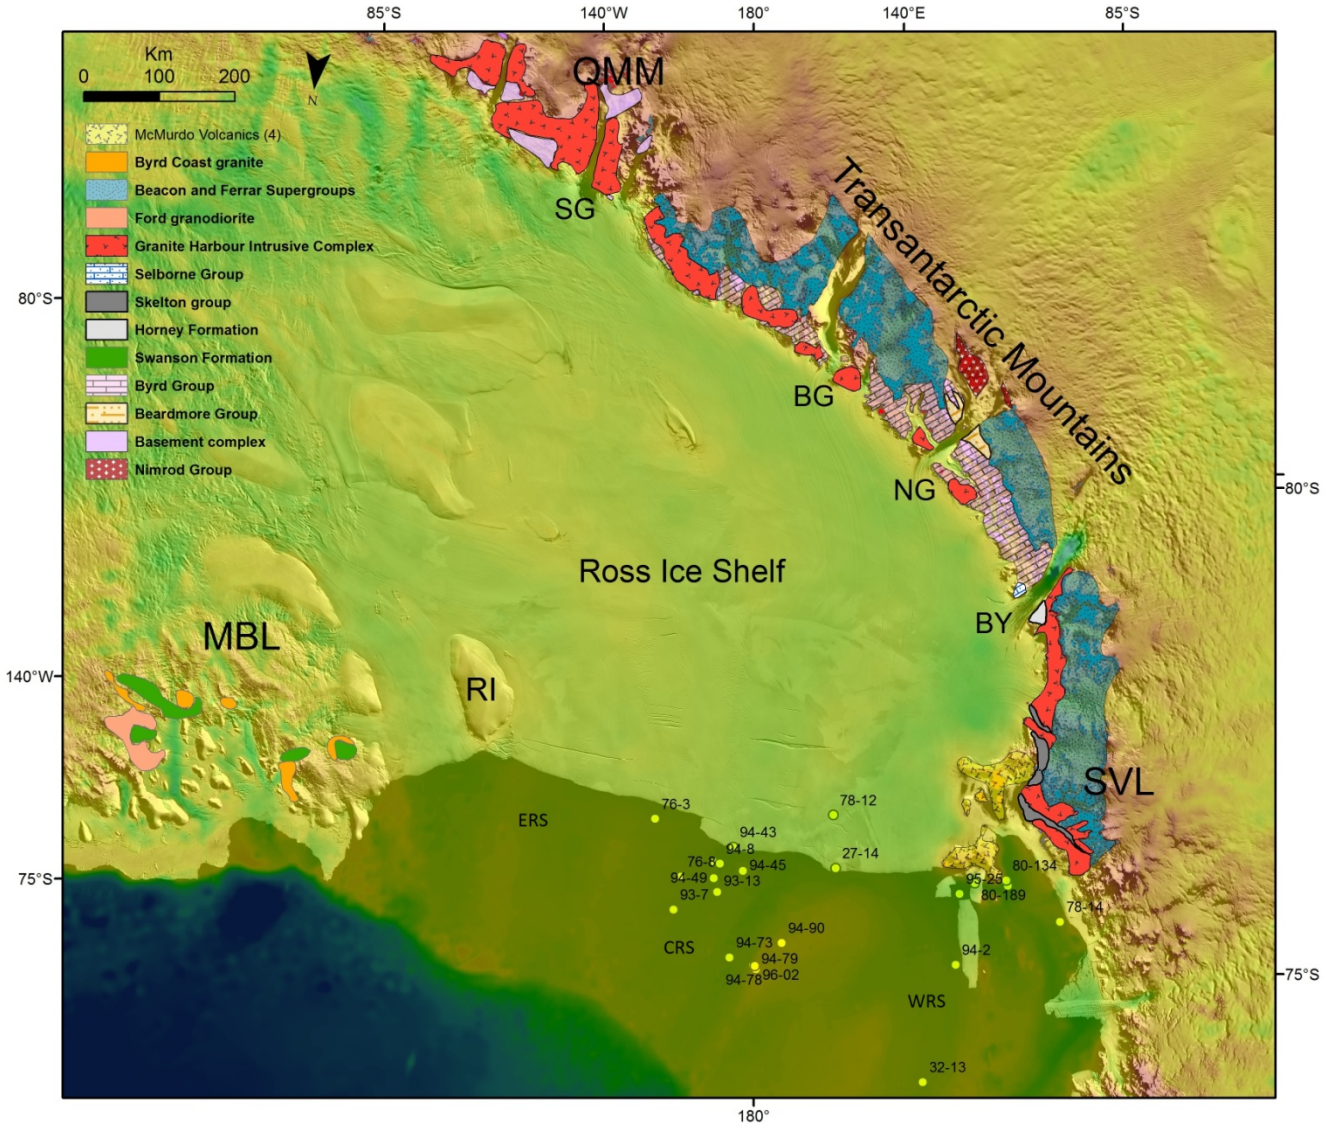 85°S
140°W
180°
140°E
85°S
Km
0 100 200
N
QMM
McMurdo Volcanics (4)
Byrd Coast granite
Beacon and Ferrar Supergroups
Ford granodiorite
Granite Harbour Intrusive Complex
Selborne Group
Skelton group
Horney Formation
Swanson Formation
Byrd Group
Beardmore Group
Basement complex
Nimrod Group
SG
Transantarctic Mountains
80°S
BG
NG
80°S
Ross Ice Shelf
BY
MBL
140°W
RI
SVL
76-3
78-12
ERS
94-43
94-8
27-14
76-8
94-45
80-134
75°S
94-49
93-13
95-25
93-7
80-189
78-14
94-90
CRS
94-73
94-2
94-79
94-78
96-02
75°S
WRS
32-13
180°